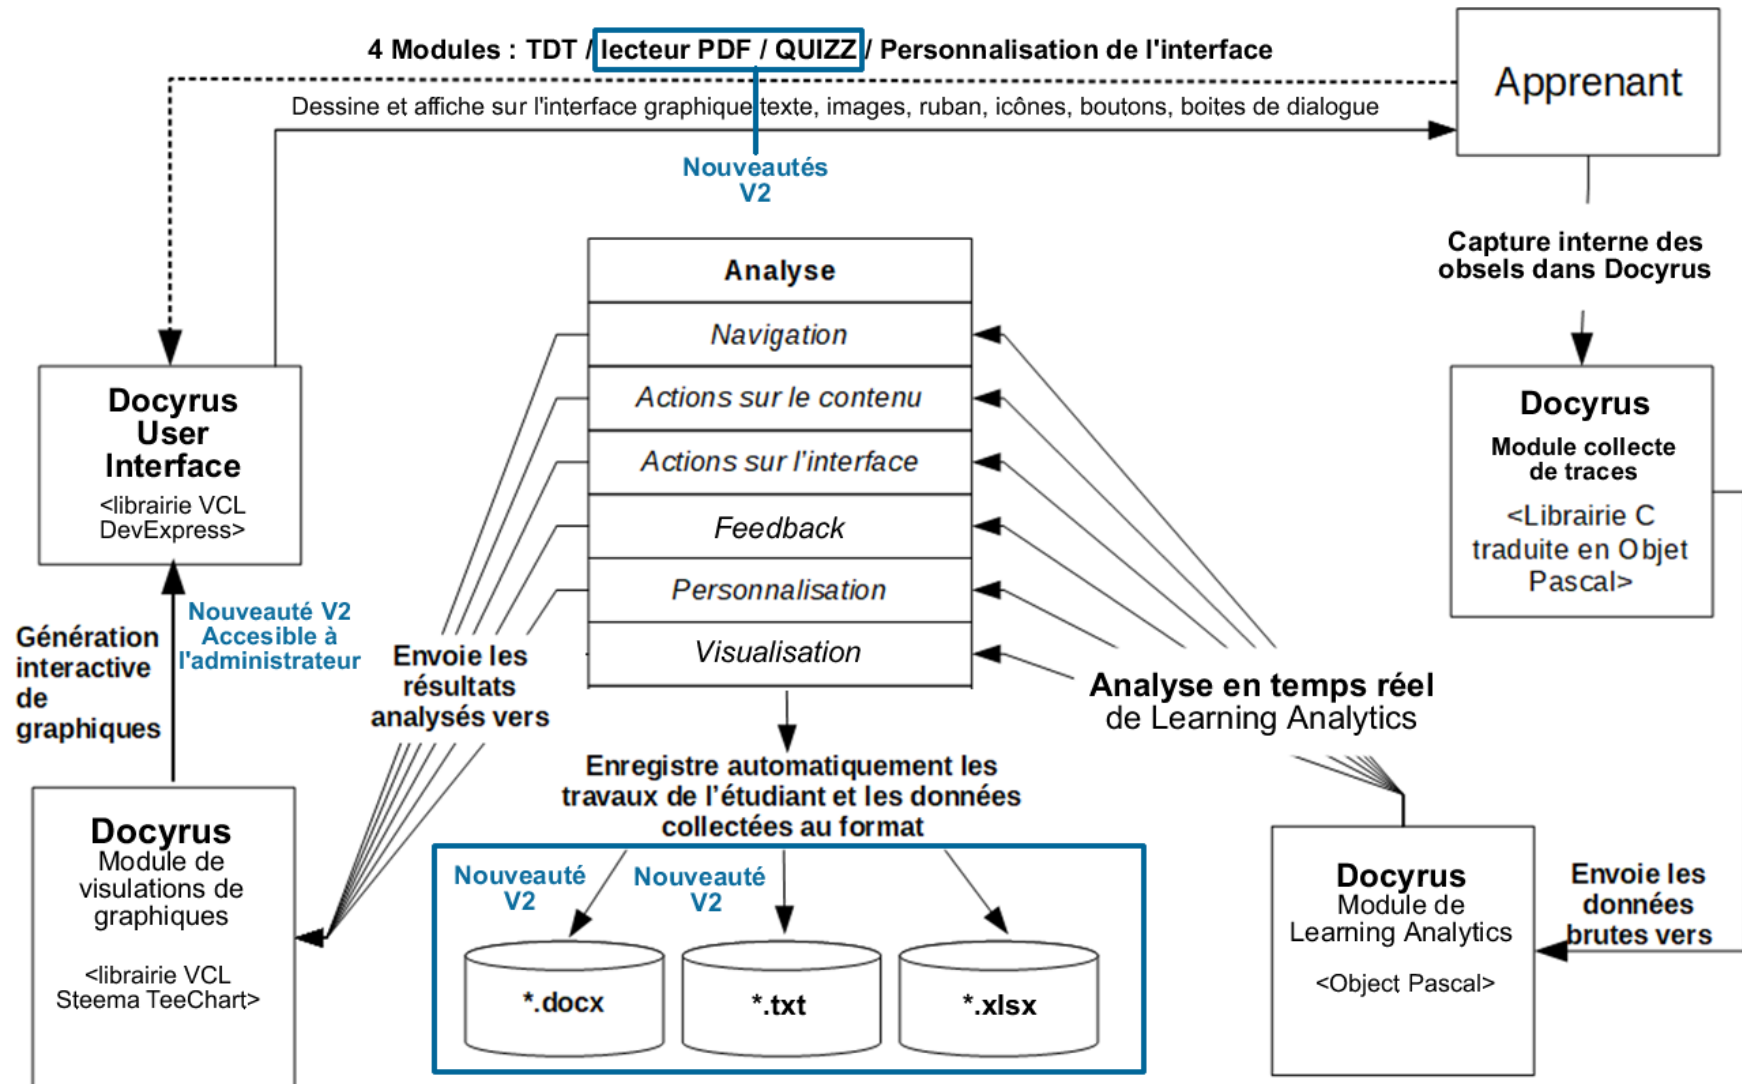 4 Modules : TDT / lecteur PDF / QUIZZ / Personnalisation de l'interface
Apprenant
Dessine et affiche sur l'interface graphique texte, images, ruban, icônes, boutons, boites de dialogue
Nouveautés
V2
Capture interne des
obsels dans Docyrus
Analyse
Navigation
Actions sur le contenu
Actions sur l'interface
Feedback
Personnalisation
Visualisation
Docyrus
User
Interface
<librairie VCL
DevExpress>
Docyrus
Module collecte
de traces
<Librairie C
traduite en Objet
Pascal>
Génération
interactive
de
graphiques
Nouveauté V2
Accesible à
l'administrateur
Envoie les
résultats
analysés vers
Analyse en temps réel
de Learning Analytics
Enregistre automatiquement les
travaux de l'étudiant et les données
collectées au format
Docyrus
Module de
visulations de
graphiques
<librairie VCL
Steema TeeChart>
Nouveauté
V2
Nouveauté
V2
*.docx
*.txt
*.xlsx
Docyrus
Module de
Learning Analytics
<Object Pascal>
Envoie les
données
brutes vers